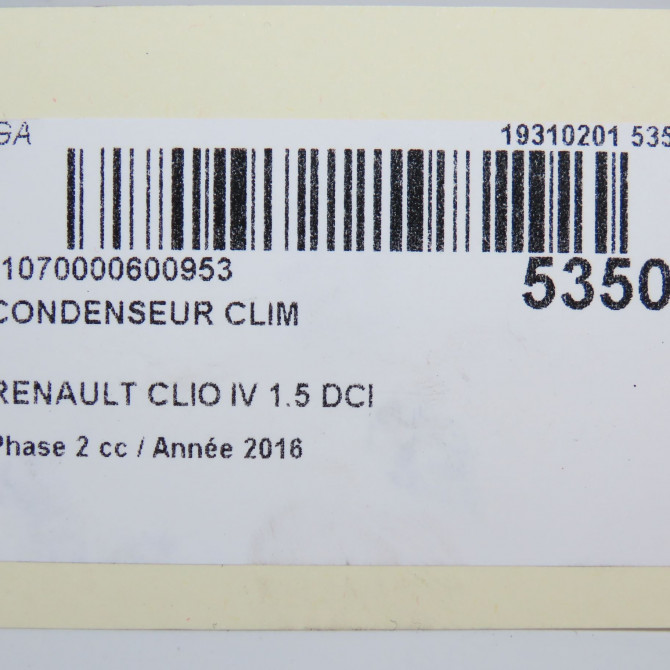 GA
19310201 535
1070000600953
5350
CONDENSEUR CLIM
RENAULT CLIO IV 1.5 DCI
Phase 2 cc / Année 2016